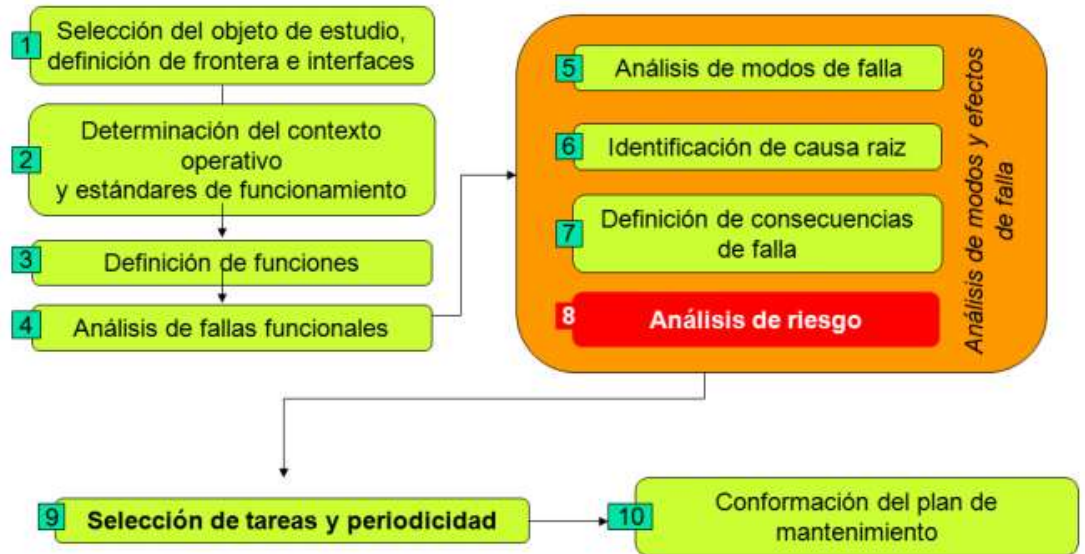 1
Selección del objeto de estudio,
definición de frontera e interfaces
2
Determinación del contexto
operativo
y estándares de funcionamiento
3
Definición de funciones
4
Análisis de fallas funcionales
5
Análisis de modos de falla
6
Identificación de causa raiz
7
Definición de consecuencias
de falla
8
Análisis de riesgo
Análisis de modos y efectos
de falla
9
Selección de tareas y periodicidad
10
Conformación del plan de
mantenimiento